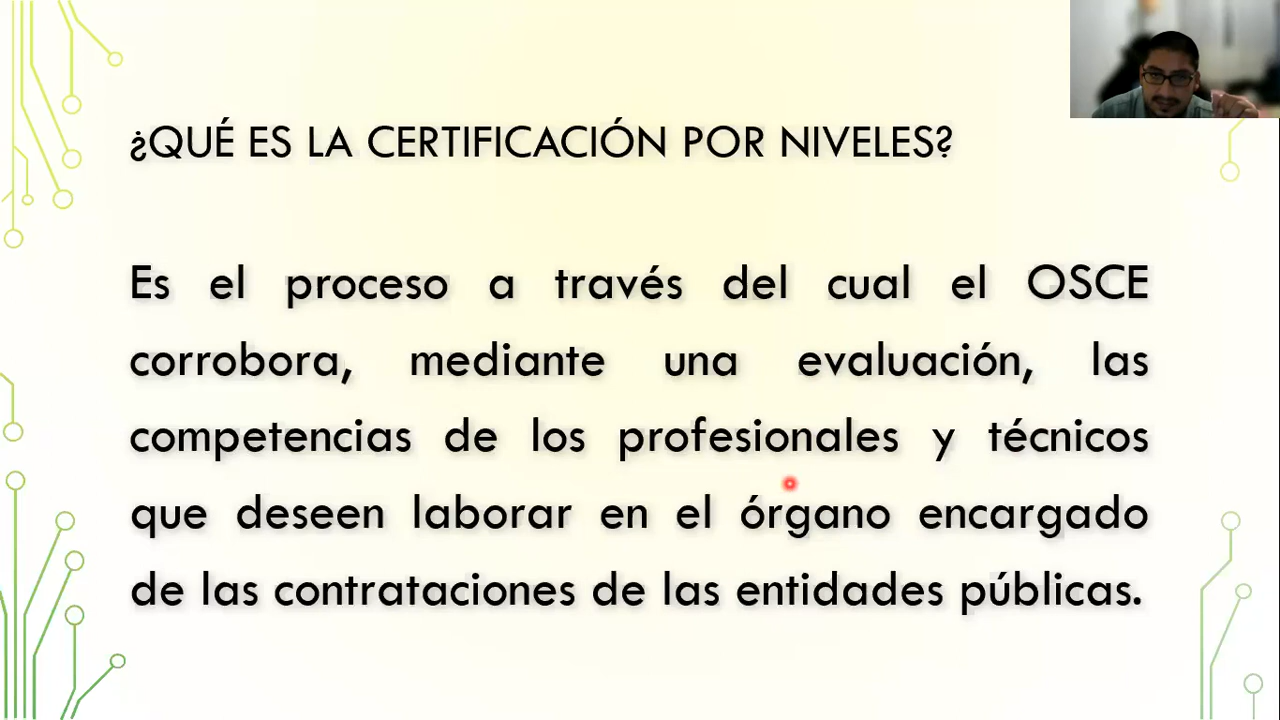 ¿QUÉ ES LA CERTIFICACIÓN POR NIVELES?
Es el proceso a través del cual el OSCE
corrobora, mediante una evaluación, las
competencias de los profesionales y técnicos
que deseen laborar en el órgano encargado
de las contrataciones de las entidades públicas.